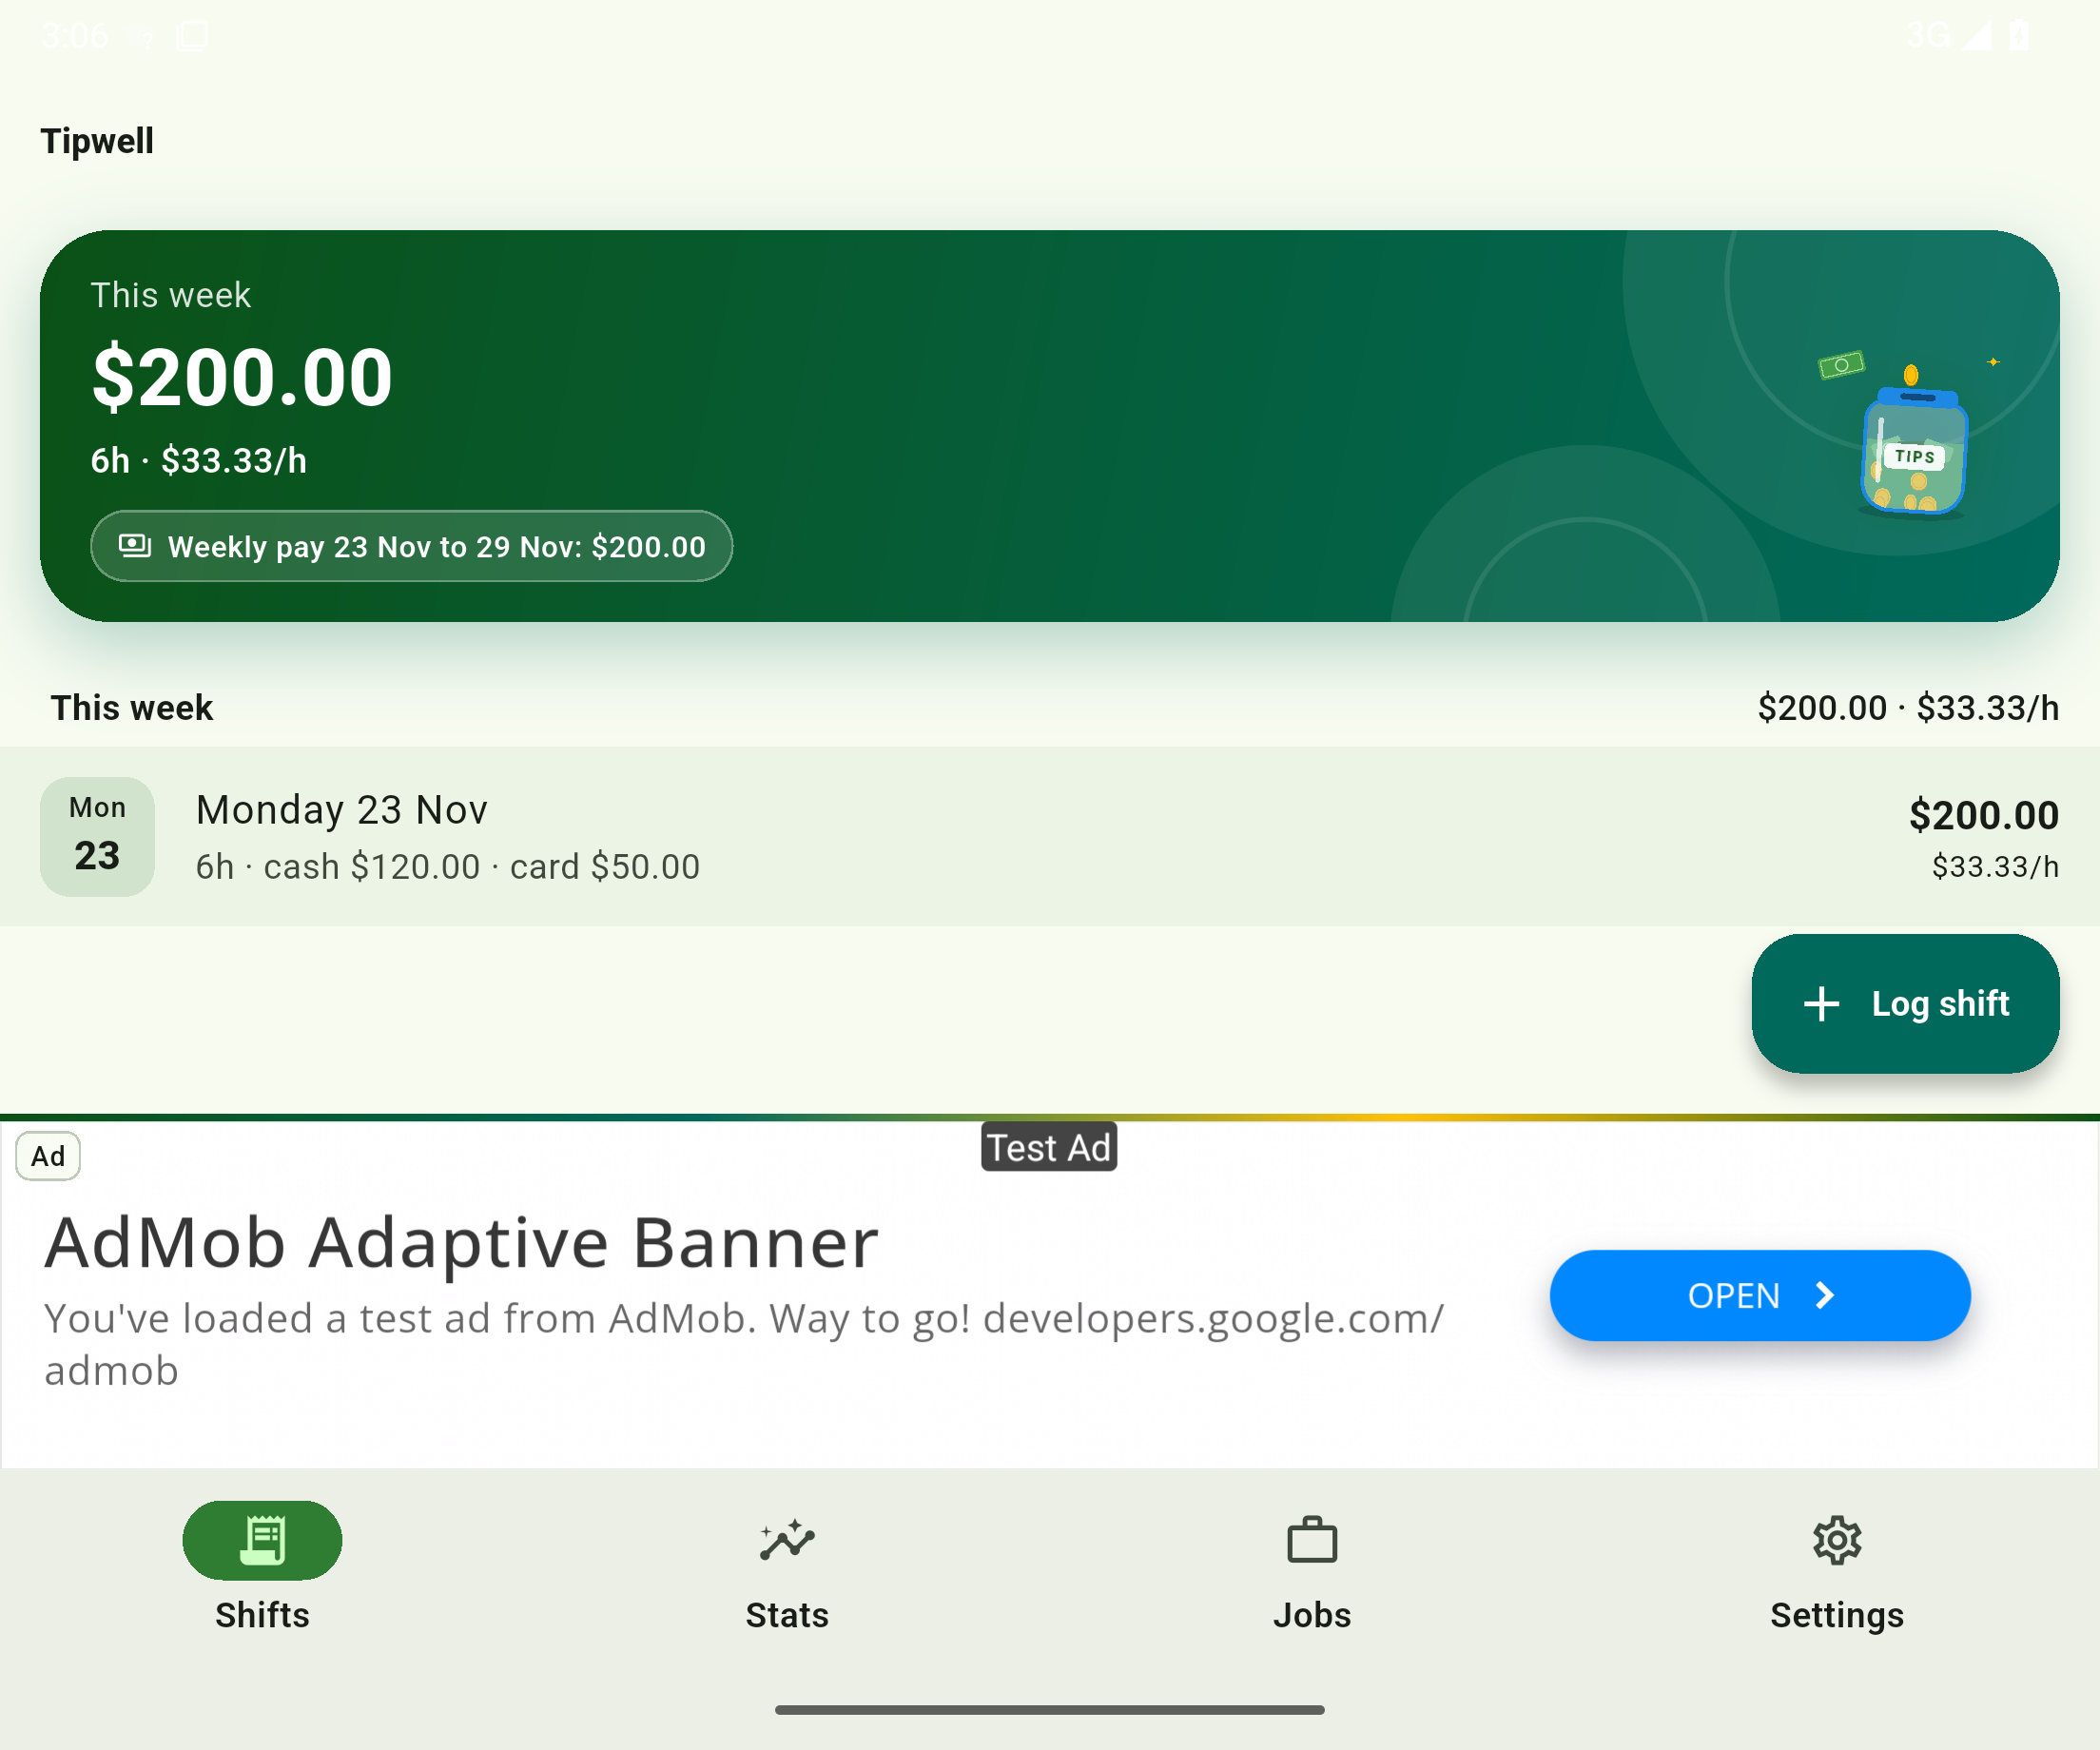 3:06
3G
Tipwell
This week
$200.00
6h · $33.33/h
TIPS
Weekly pay 23 Nov to 29 Nov: $200.00
This week
$200.00 · $33.33/h
Mon
23
Monday 23 Nov
6h · cash $120.00 · card $50.00
$200.00
$33.33/h
Log shift
Ad
Test Ad
AdMob Adaptive Banner
You've loaded a test ad from AdMob. Way to go! developers.google.com/
admob
OPEN
Shifts
Stats
Jobs
Settings